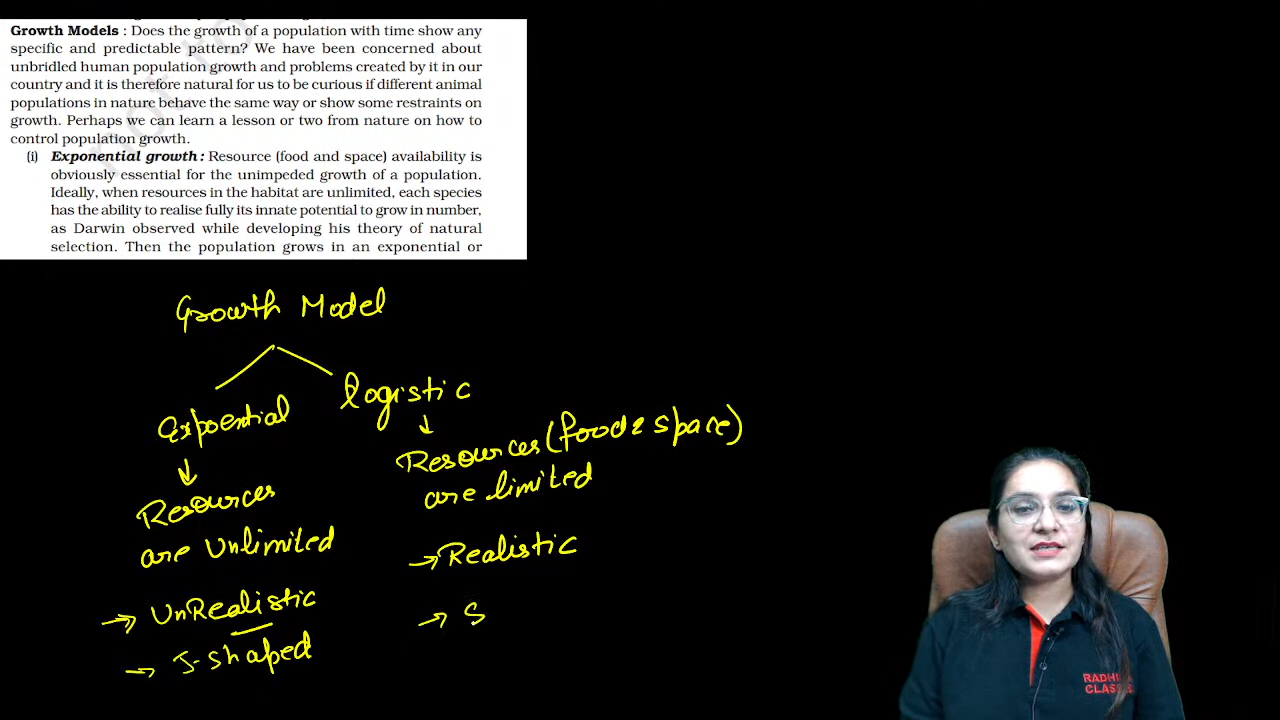 Growth Models : Does the growth of a population with time show any
specific and predictable pattern? We have been concerned about
unbridled human population growth and problems created by it in our
country and it is therefore natural for us to be curious if different animal
populations in nature behave the same way or show some restraints on
growth. Perhaps we can learn a lesson or two from nature on how to
control population growth.
(i) Exponential growth : Resource (food and space) availability is
obviously essential for the unimpeded growth of a population.
Ideally, when resources in the habitat are unlimited, each species
has the ability to realise fully its innate potential to grow in number,
as Darwin observed while developing his theory of natural
selection. Then the population grows in an exponential or
Growth Model
Expoential
↓
Resources
are Unlimited
→ UnRealistic
→ J-shaped
logistic
↓
Resources (food & space)
are limited
→ Realistic
→ S
RADHI
CLASSES